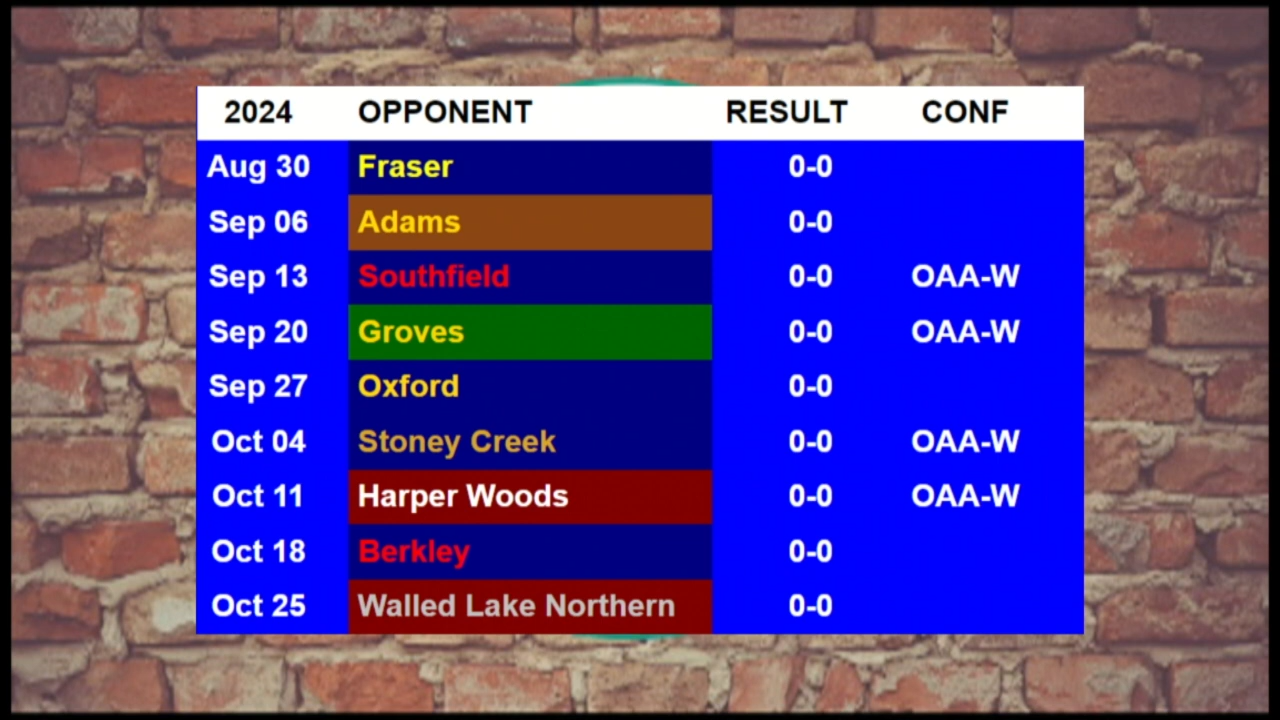 2024 OPPONENT RESULT CONF
Aug 30 Fraser 0-0
Sep 06 Adams 0-0
Sep 13 Southfield 0-0 OAA-W
Sep 20 Groves 0-0 OAA-W
Sep 27 Oxford 0-0
Oct 04 Stoney Creek 0-0 OAA-W
Oct 11 Harper Woods 0-0 OAA-W
Oct 18 Berkley 0-0
Oct 25 Walled Lake Northern 0-0